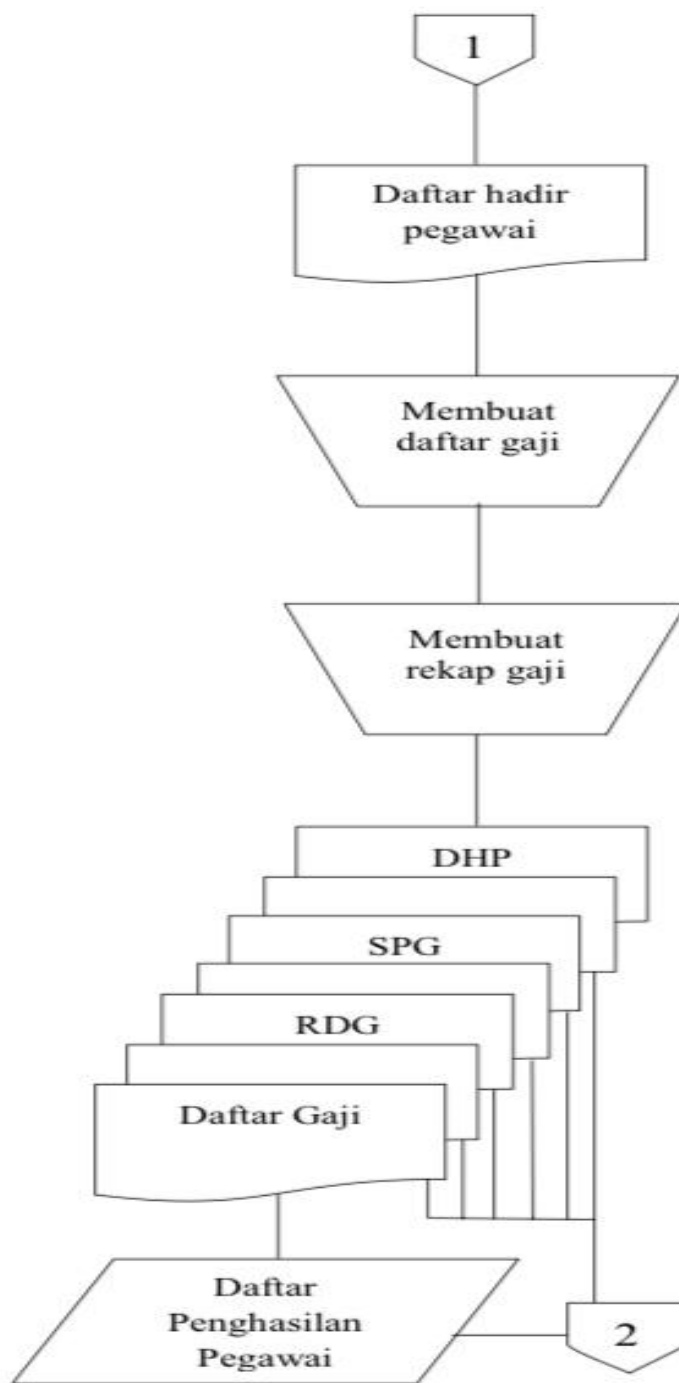 1
Daftar hadir
pegawai
Membuat
daftar gaji
Membuat
rekap gaji
DHP
SPG
RDG
Daftar Gaji
Daftar
Penghasilan
Pegawai
2